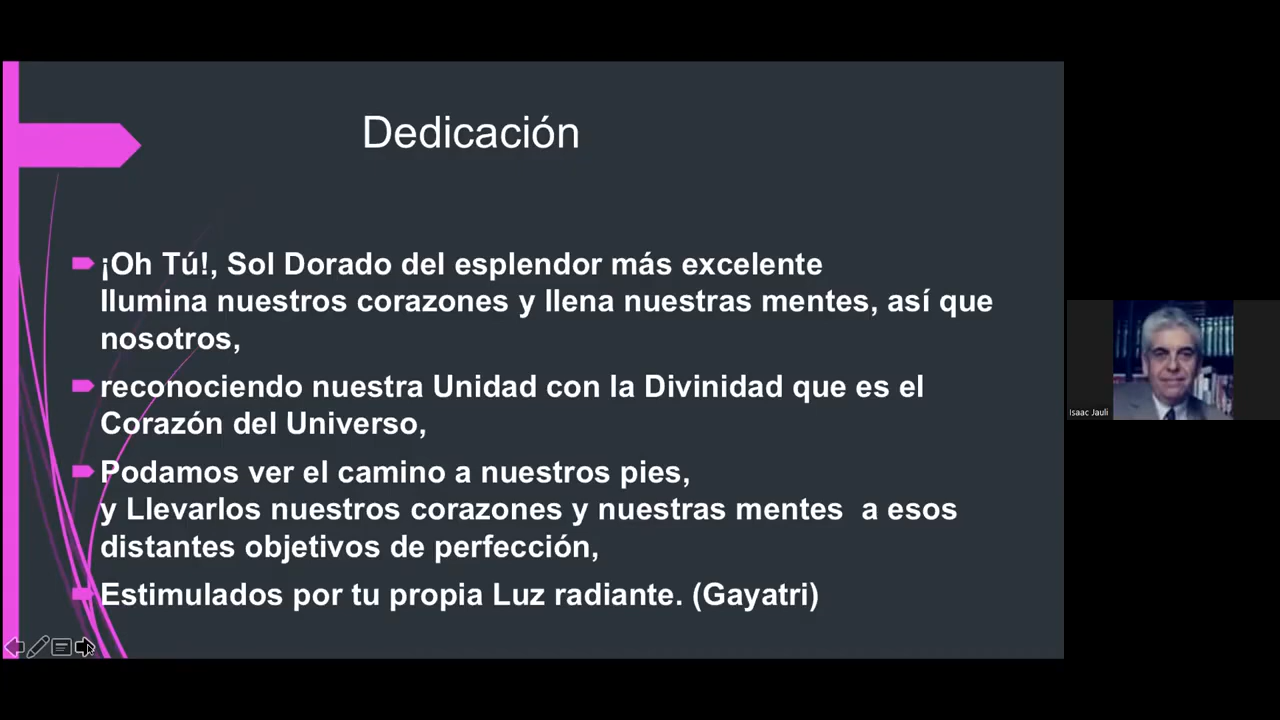 Dedicación
¡Oh Tú!, Sol Dorado del esplendor más excelente
Ilumina nuestros corazones y llena nuestras mentes, así que
nosotros,
reconociendo nuestra Unidad con la Divinidad que es el
Corazón del Universo,
Podamos ver el camino a nuestros pies,
y Llevarlos nuestros corazones y nuestras mentes  a esos
distantes objetivos de perfección,
Estimulados por tu propia Luz radiante. (Gayatri)
Isaac Jauli